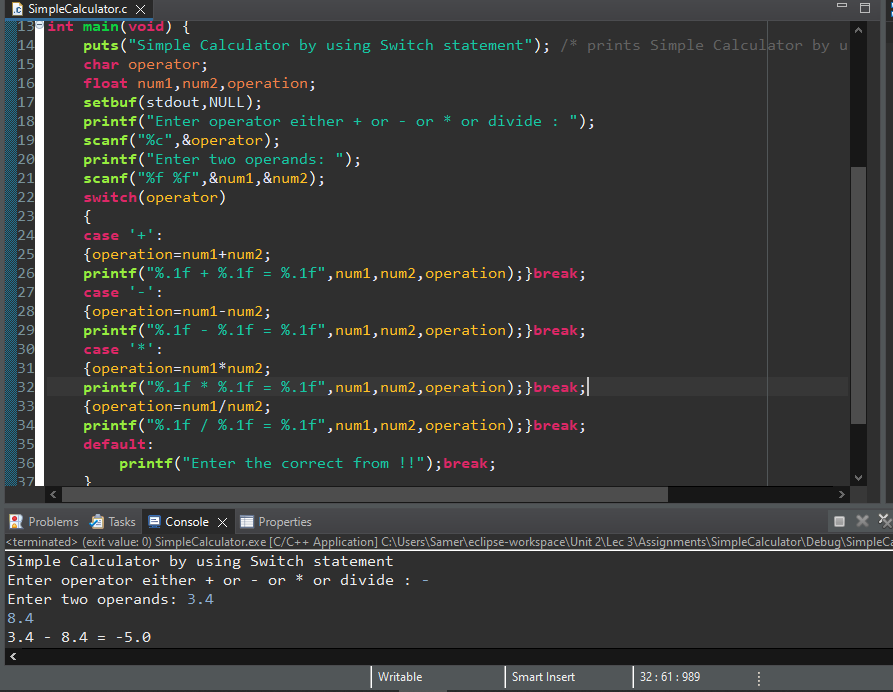 SimpleCalculator.c
13 int main(void) {
14 puts("Simple Calculator by using Switch statement"); /* prints Simple Calculator by u
15 char operator;
16 float num1,num2,operation;
17 setbuf(stdout,NULL);
18 printf("Enter operator either + or - or * or divide : ");
19 scanf("%c",&operator);
20 printf("Enter two operands: ");
21 scanf("%f %f",&num1,&num2);
22 switch(operator)
23 {
24 case '+':
25 {operation=num1+num2;
26 printf("%.1f + %.1f = %.1f",num1,num2,operation);}break;
27 case '-':
28 {operation=num1-num2;
29 printf("%.1f - %.1f = %.1f",num1,num2,operation);}break;
30 case '*':
31 {operation=num1*num2;
32 printf("%.1f * %.1f = %.1f",num1,num2,operation);}break;
33 {operation=num1/num2;
34 printf("%.1f / %.1f = %.1f",num1,num2,operation);}break;
35 default:
36 printf("Enter the correct from !!");break;
37 }
Problems Tasks Console Properties
<terminated> (exit value: 0) SimpleCalculator.exe [C/C++ Application] C:\Users\Samer\eclipse-workspace\Unit 2\Lec 3\Assignments\SimpleCalculator\Debug\SimpleCa
Simple Calculator by using Switch statement
Enter operator either + or - or * or divide : -
Enter two operands: 3.4
8.4
3.4 - 8.4 = -5.0
Writable Smart Insert 32 : 61 : 989